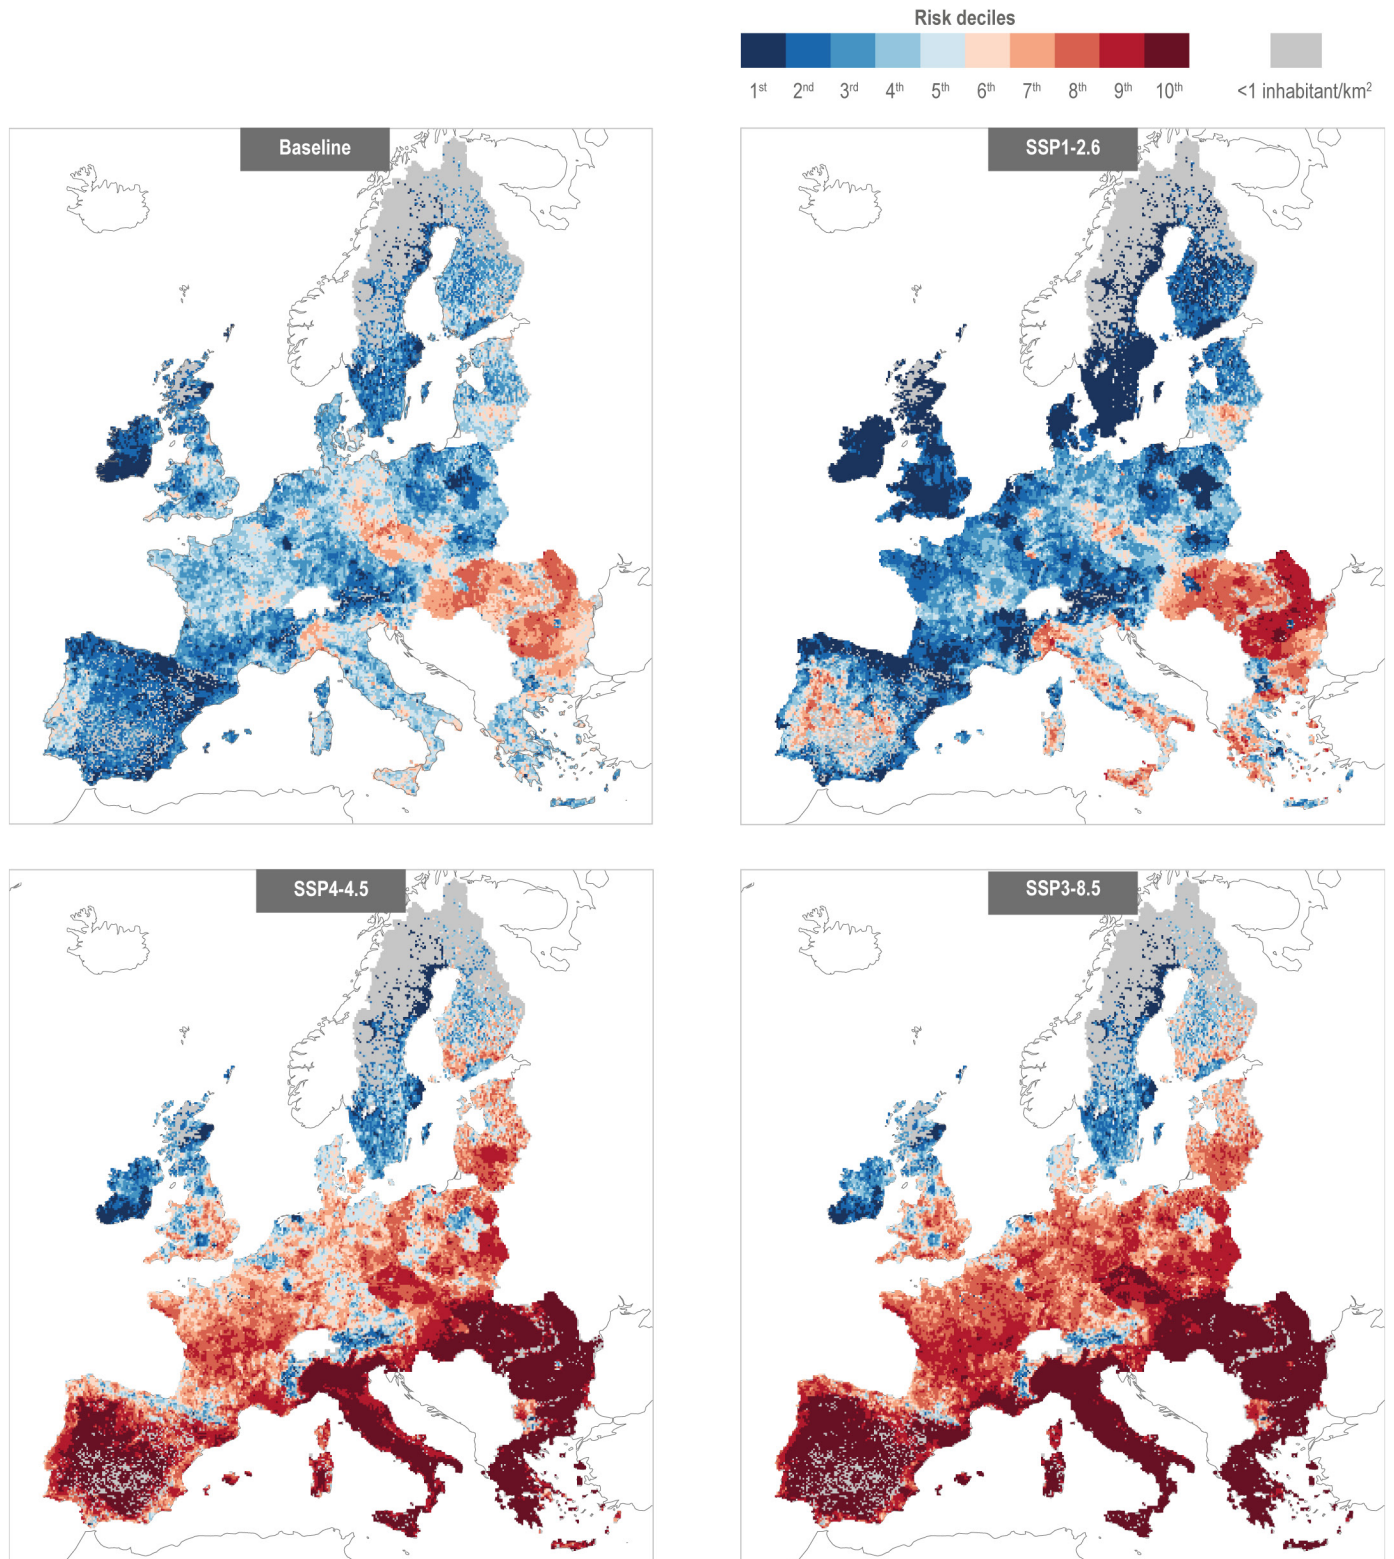 Risk deciles
1st 2nd 3rd 4th 5th 6th 7th 8th 9th 10th <1 inhabitant/km²
Baseline
SSP1-2.6
SSP4-4.5
SSP3-8.5